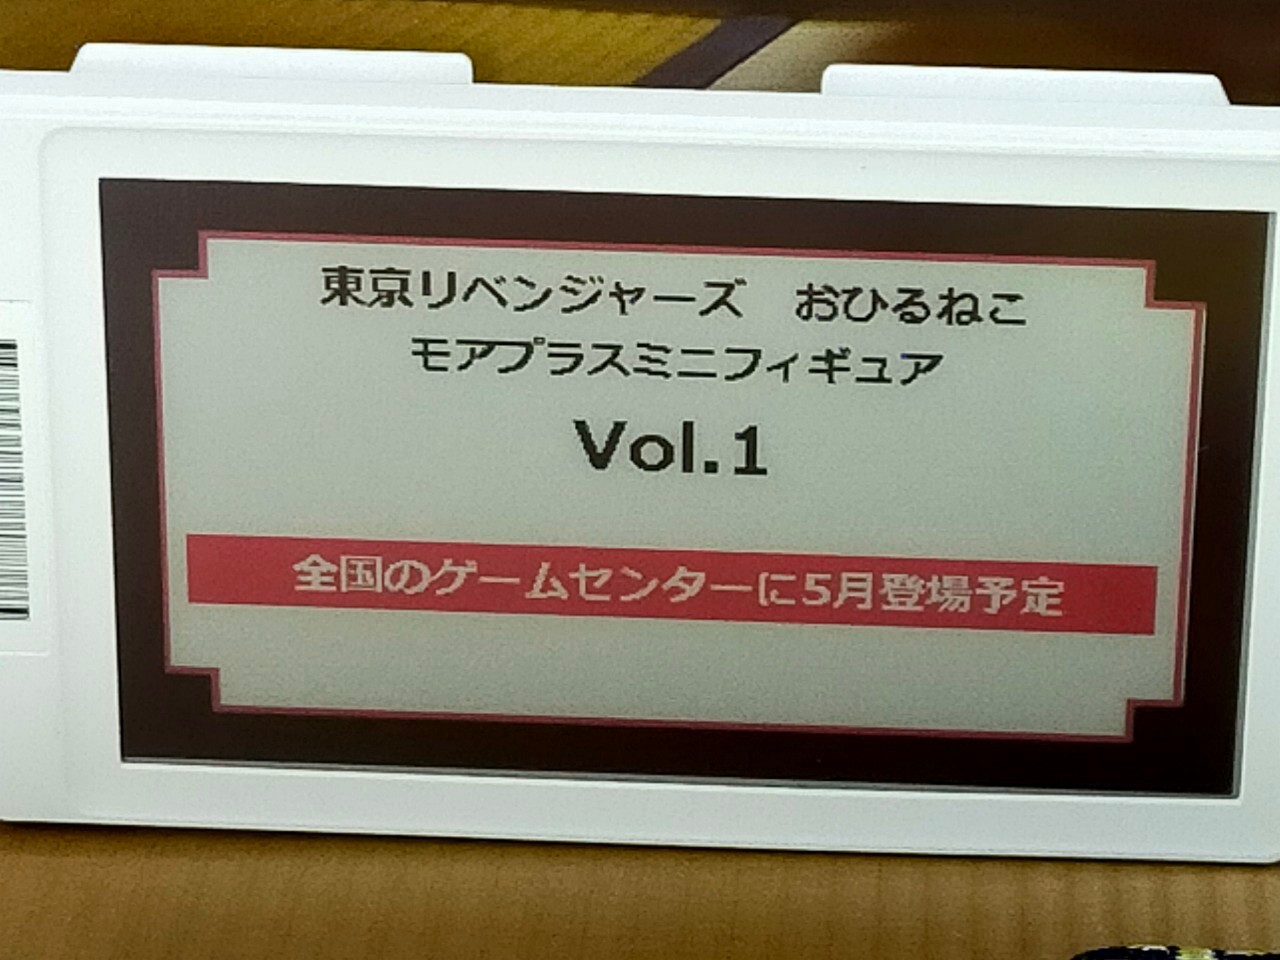 東京リベンジャーズ　おひるねこ
モアプラスミニフィギュア
Vol.1
全国のゲームセンターに5月登場予定